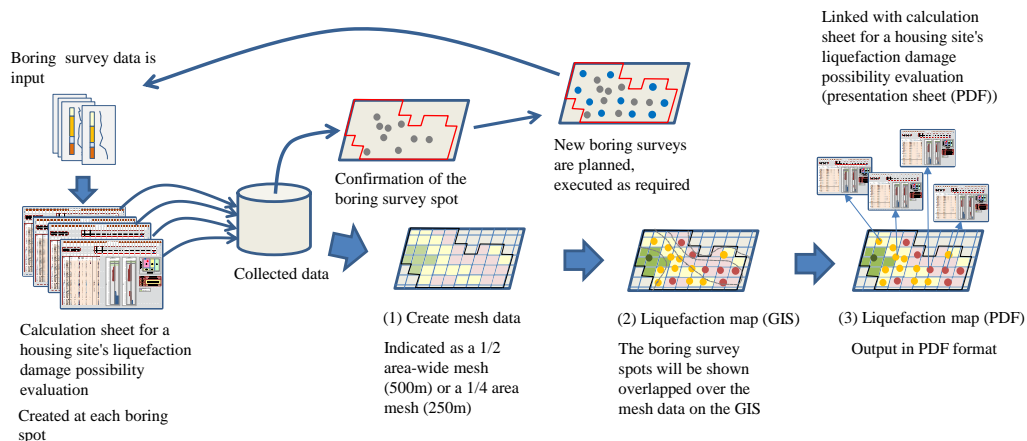 Boring survey data is
input
Calculation sheet for a
housing site's liquefaction
damage possibility
evaluation
Created at each boring
spot
Collected data
Confirmation of the
boring survey spot
New boring surveys
are planned,
executed as required
(1) Create mesh data
Indicated as a 1/2
area-wide mesh
(500m) or a 1/4 area
mesh (250m)
(2) Liquefaction map (GIS)
The boring survey
spots will be shown
overlapped over the
mesh data on the GIS
Linked with calculation
sheet for a housing site's
liquefaction damage
possibility evaluation
(presentation sheet (PDF))
(3) Liquefaction map (PDF)
Output in PDF format